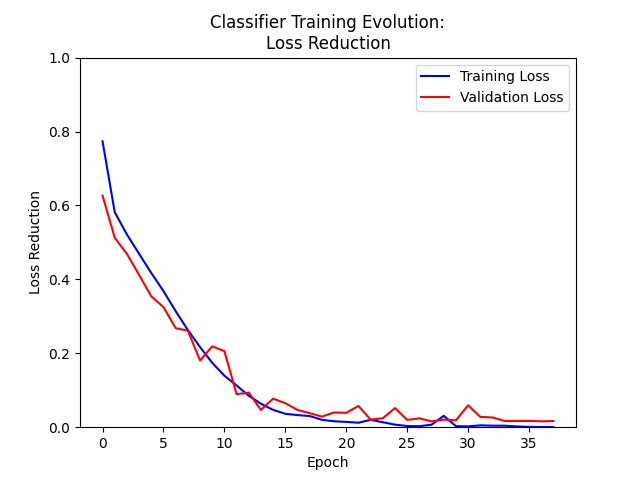 Classifier Training Evolution:
Loss Reduction
Training Loss
Validation Loss
Loss Reduction
1.0
0.8
0.6
0.4
0.2
0.0
0 5 10 15 20 25 30 35
Epoch